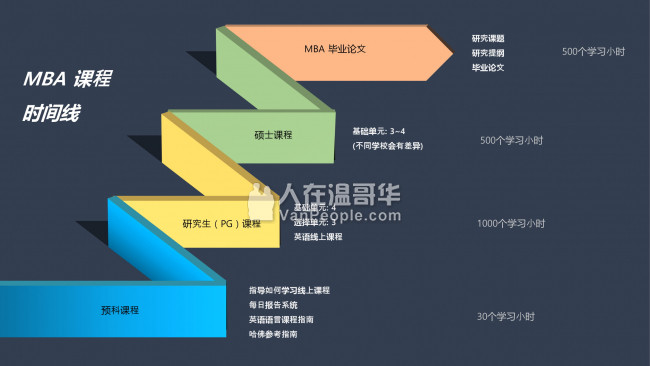 MBA 课程
时间线
MBA 毕业论文
研究课题
研究提纲
毕业论文
500个学习小时
硕士课程
基础单元: 3~4
(不同学校会有差异)
500个学习小时
人在温哥华
VanPeople.com
研究生（PG）课程
基础单元: 4
选择单元: 3
英语线上课程
1000个学习小时
预科课程
指导如何学习线上课程
每日报告系统
英语语音课程指南
哈佛参考指南
30个学习小时